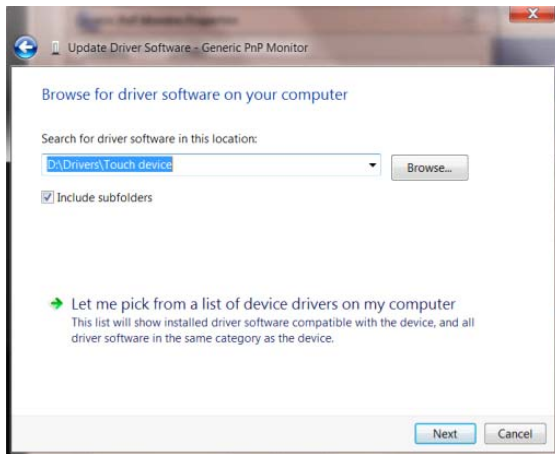 Update Driver Software - Generic PnP Monitor
Browse for driver software on your computer
Search for driver software in this location:
D:\Drivers\Touch device
Browse...
Include subfolders
Let me pick from a list of device drivers on my computer
This list will show installed driver software compatible with the device, and all
driver software in the same category as the device.
Next
Cancel